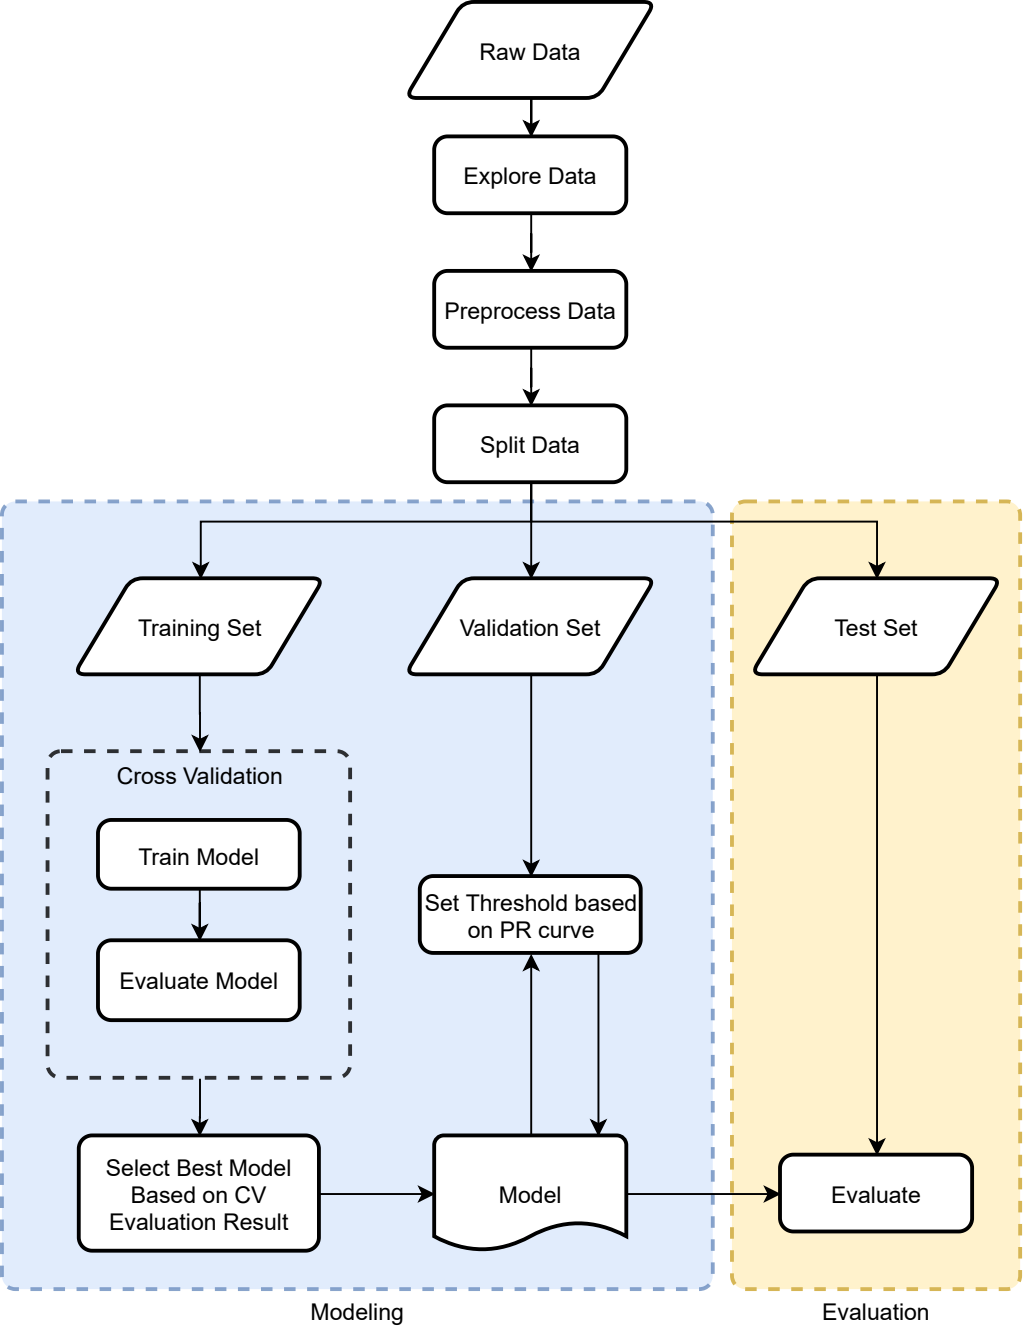 Raw Data
Explore Data
Preprocess Data
Split Data
Training Set
Validation Set
Test Set
Cross Validation
Train Model
Evaluate Model
Set Threshold based
on PR curve
Select Best Model
Based on CV
Evaluation Result
Model
Evaluate
Modeling
Evaluation